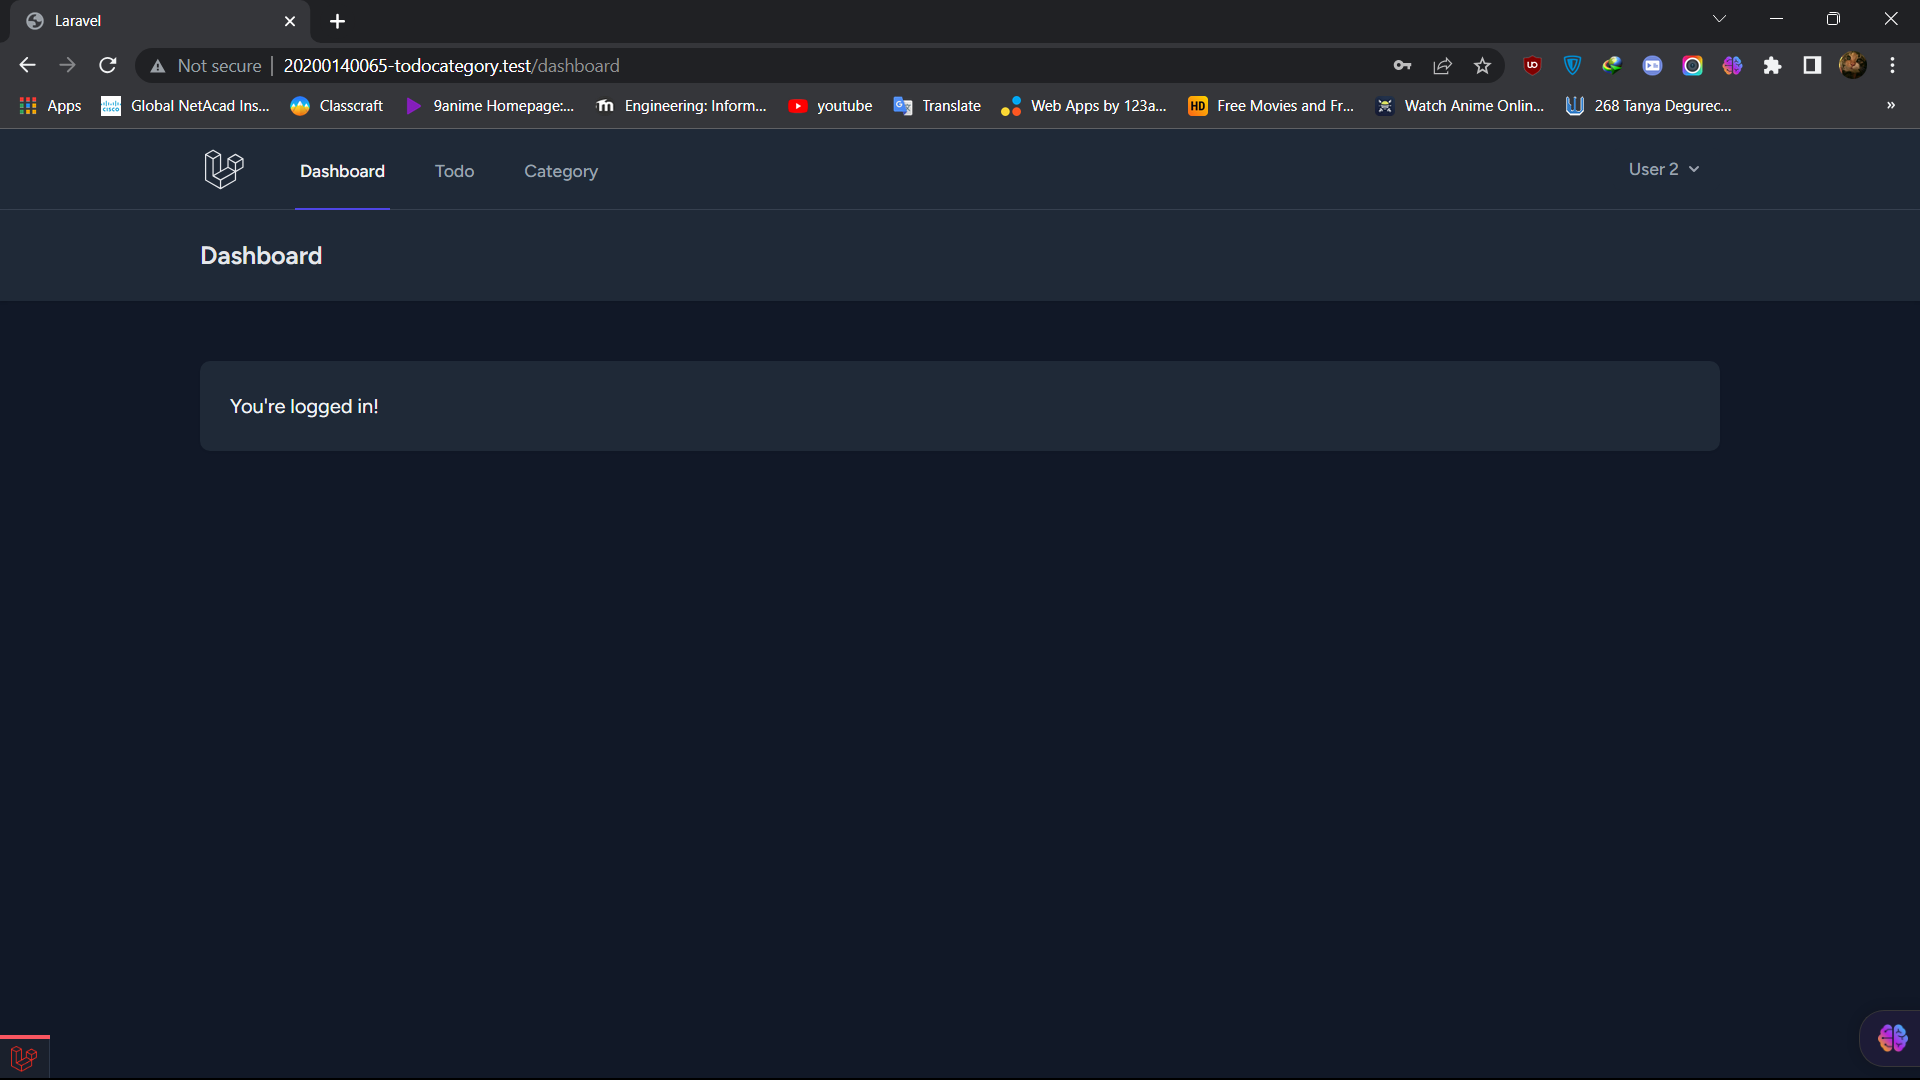 Laravel
Not secure | 20200140065-todocategory.test/dashboard
Apps Global NetAcad Ins... Classcraft 9anime Homepage:... Engineering: Inform... youtube Translate Web Apps by 123a... HD Free Movies and Fr... Watch Anime Onlin... 268 Tanya Degurec... »
Dashboard Todo Category User 2
Dashboard
You're logged in!